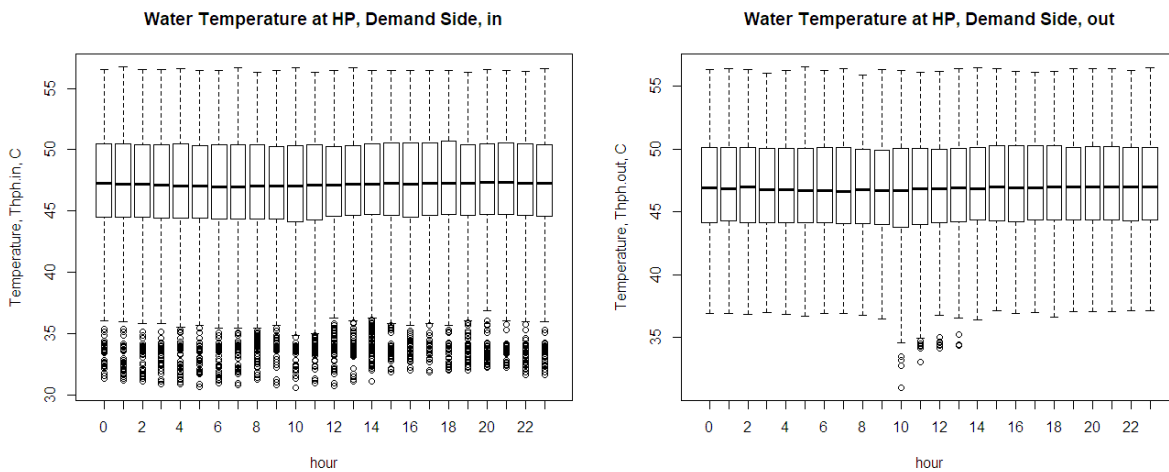 Water Temperature at HP, Demand Side, in
Temperature, Thph.in, C
55
50
45
40
35
30
0 2 4 6 8 10 12 14 16 18 20 22
hour
Water Temperature at HP, Demand Side, out
Temperature, Thph.out, C
55
50
45
40
35
0 2 4 6 8 10 12 14 16 18 20 22
hour